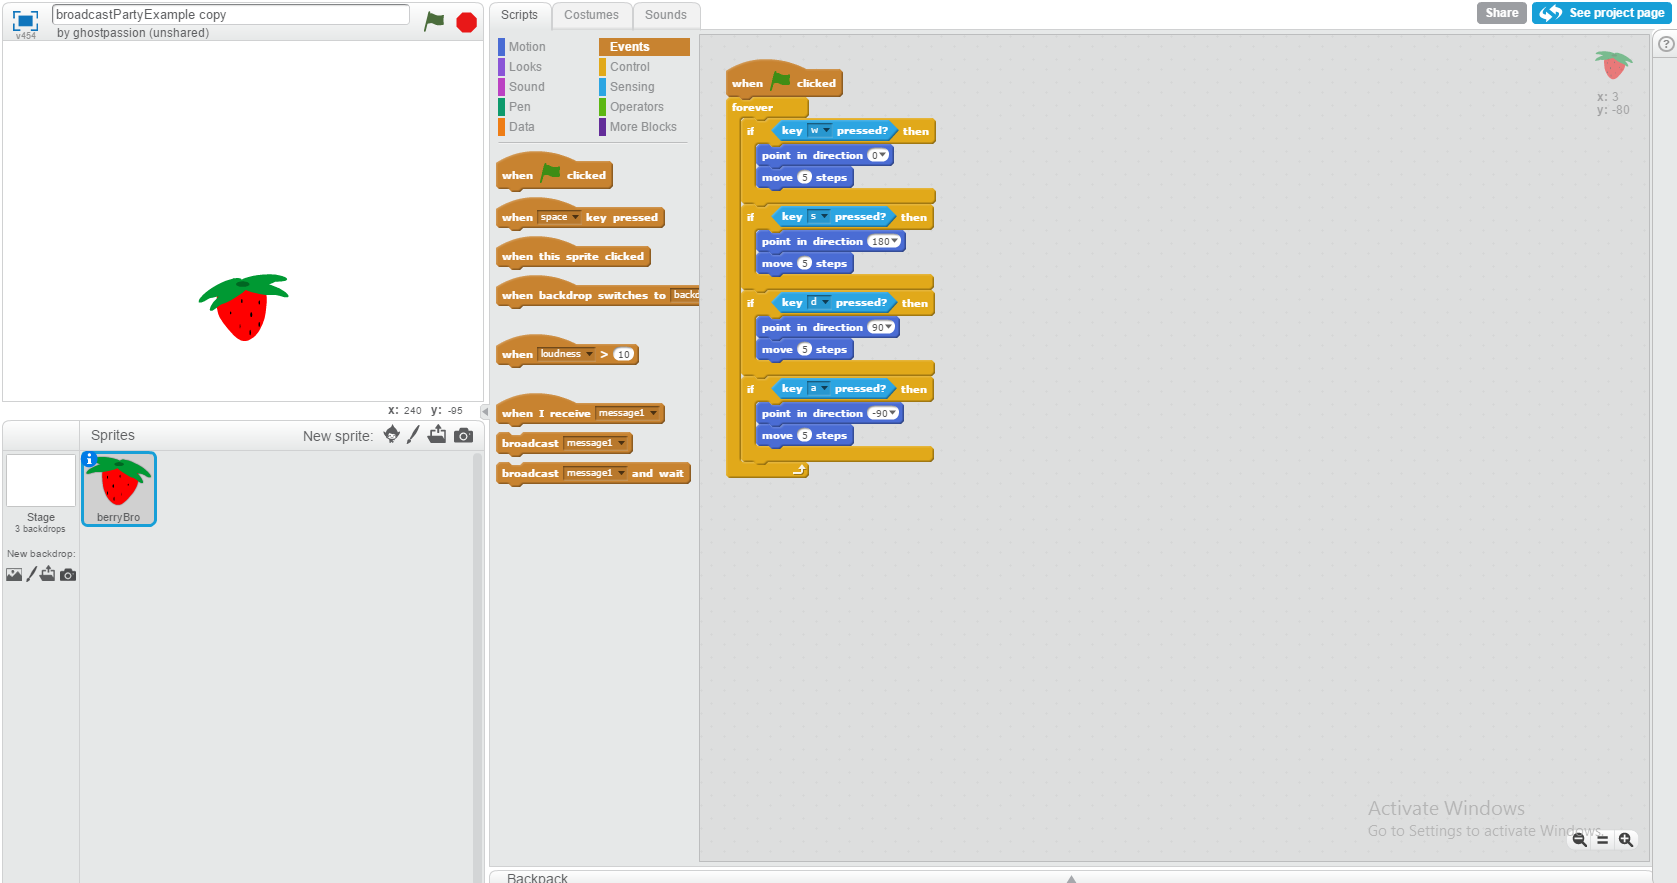 broadcastPartyExample copy
by ghostpassion (unshared)
v454
x: 240 y: -95
Sprites
New sprite:
Stage
3 backdrops
New backdrop:
berryBro
Scripts
Costumes
Sounds
Share
See project page
Motion
Events
Looks
Control
Sound
Sensing
Pen
Operators
Data
More Blocks
when clicked
when space key pressed
when this sprite clicked
when backdrop switches to
when loudness > 10
when I receive message1
broadcast message1
broadcast message1 and wait
when clicked
forever
if key w pressed? then
point in direction 0
move 5 steps
if key s pressed? then
point in direction 180
move 5 steps
if key d pressed? then
point in direction 90
move 5 steps
if key a pressed? then
point in direction -90
move 5 steps
x: 3
y: -80
?
Activate Windows
Go to Settings to activate Windows.
Backpack